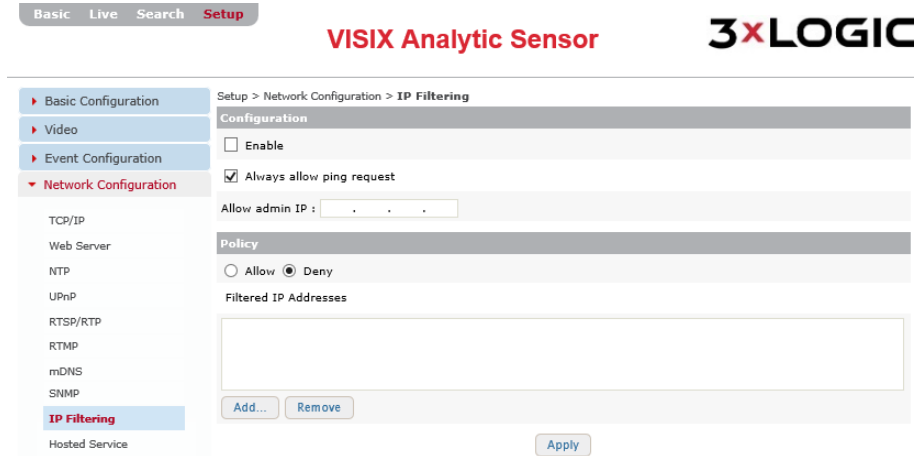 Basic Live Search Setup
VISIX Analytic Sensor
3xLOGIC
Basic Configuration
Video
Event Configuration
Network Configuration
TCP/IP
Web Server
NTP
UPnP
RTSP/RTP
RTMP
mDNS
SNMP
IP Filtering
Hosted Service
Setup > Network Configuration > IP Filtering
Configuration
Enable
Always allow ping request
Allow admin IP : . . .
Policy
Allow Deny
Filtered IP Addresses
Add... Remove
Apply